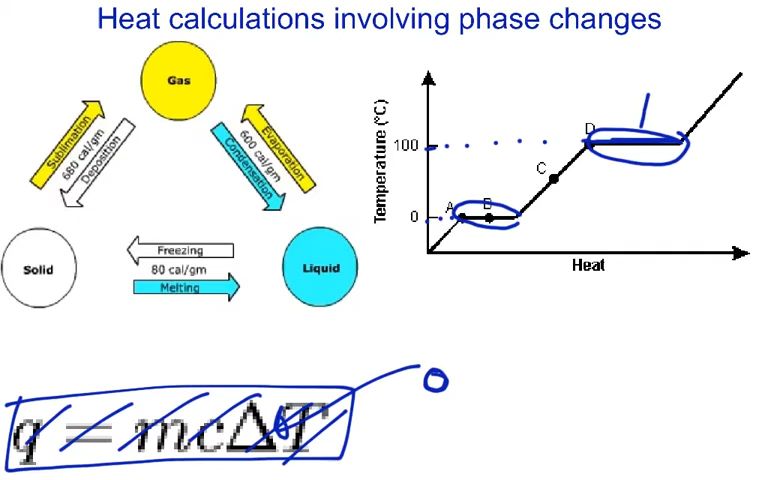 Heat calculations involving phase changes
Gas
Sublimation
680 cal/gm
Deposition
Evaporation
600 cal/gm
Condensation
Solid
Freezing
80 cal/gm
Melting
Liquid
Temperature (°C)
100
0
A
B
C
D
Heat
q = mcΔT
0